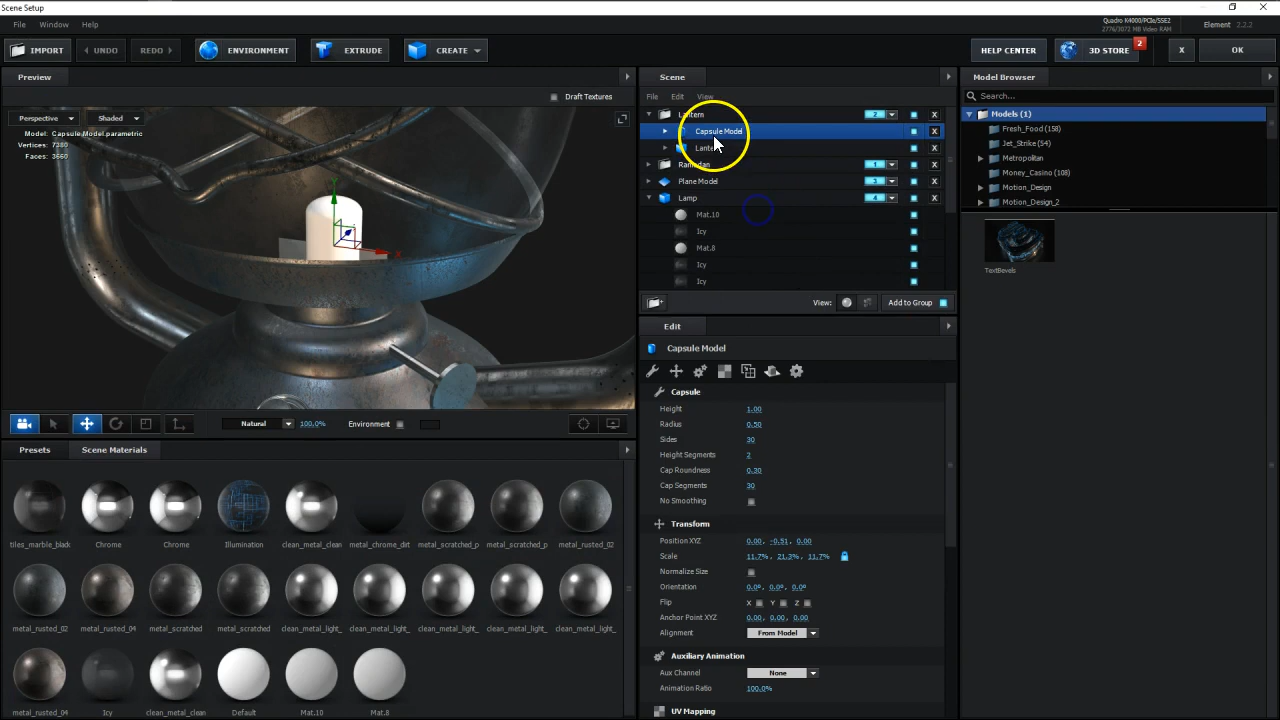 Scene Setup
File Window Help
Quadro K4000/PCIe/SSE2
2776/3072 MB Video RAM
Element 2.2.2
IMPORT UNDO REDO ENVIRONMENT EXTRUDE CREATE HELP CENTER 3D STORE 2 X OK
Preview
Draft Textures
Perspective Shaded
Model: Capsule Model.parametric
Vertices: 7380
Faces: 3660
Y
X
Natural 100.0% Environment
Presets Scene Materials
tiles_marble_black Chrome Chrome Illumination clean_metal_clean metal_chrome_dirt metal_scratched_p metal_scratched_p metal_rusted_02
metal_rusted_02 metal_rusted_04 metal_scratched metal_scratched clean_metal_light_ clean_metal_light_ clean_metal_light_ clean_metal_light_ clean_metal_light_
metal_rusted_04 Icy clean_metal_clean Default Mat.10 Mat.8
Scene
File Edit View
Lantern 2 X
Capsule Model X
Lante X
Ramadan 1 X
Plane Model 3 X
Lamp 4 X
Mat.10
Icy
Mat.8
Icy
Icy
View: Add to Group
Edit
Capsule Model
Capsule
Height 1.00
Radius 0.50
Sides 30
Height Segments 2
Cap Roundness 0.30
Cap Segments 30
No Smoothing
Transform
Position XYZ 0.00, -0.51, 0.00
Scale 11.7%, 21.3%, 11.7%
Normalize Size
Orientation 0.0°, 0.0°, 0.0°
Flip X Y Z
Anchor Point XYZ 0.00, 0.00, 0.00
Alignment From Model
Auxiliary Animation
Aux Channel None
Animation Ratio 100.0%
UV Mapping
Model Browser
Search...
Models (1)
Fresh_Food (158)
Jet_Strike (54)
Metropolitan
Money_Casino (108)
Motion_Design
Motion_Design_2
TextBevels